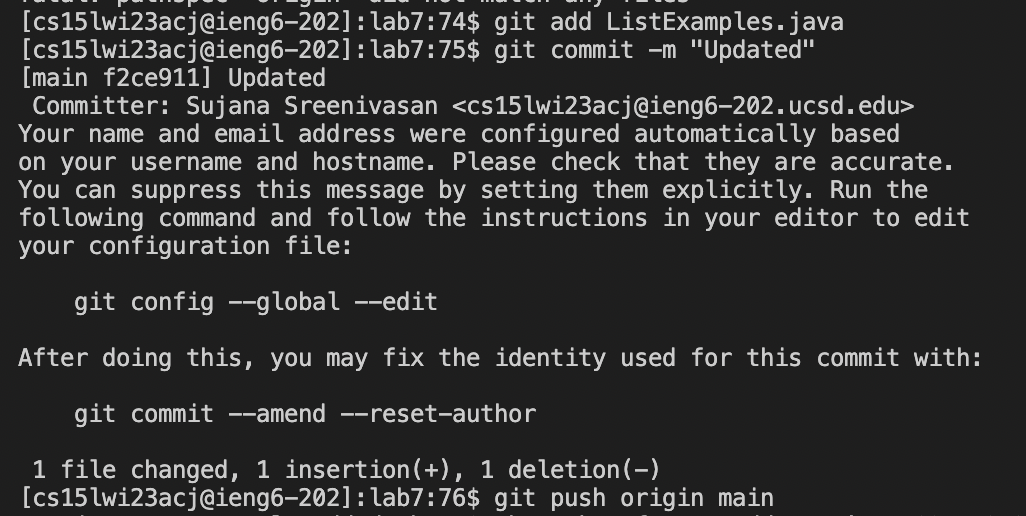 [cs15lwi23acj@ieng6-202]:lab7:74$ git add ListExamples.java
[cs15lwi23acj@ieng6-202]:lab7:75$ git commit -m "Updated"
[main f2ce911] Updated
 Committer: Sujana Sreenivasan <cs15lwi23acj@ieng6-202.ucsd.edu>
Your name and email address were configured automatically based
on your username and hostname. Please check that they are accurate.
You can suppress this message by setting them explicitly. Run the
following command and follow the instructions in your editor to edit
your configuration file:

    git config --global --edit

After doing this, you may fix the identity used for this commit with:

    git commit --amend --reset-author

 1 file changed, 1 insertion(+), 1 deletion(-)
[cs15lwi23acj@ieng6-202]:lab7:76$ git push origin main